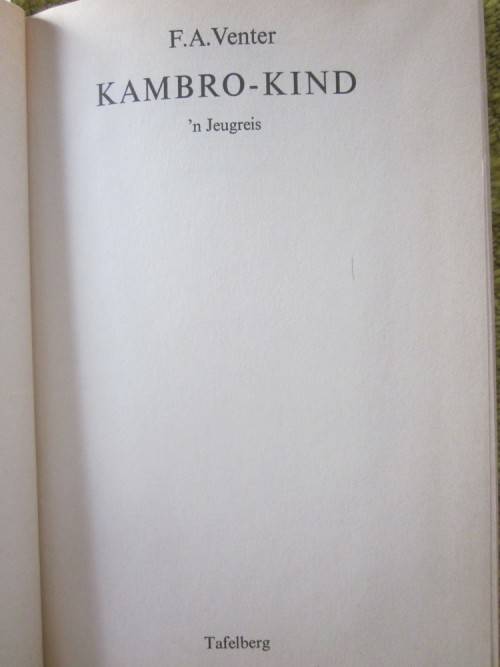 F.A.Venter
KAMBRO-KIND
'n Jeugreis
Tafelberg